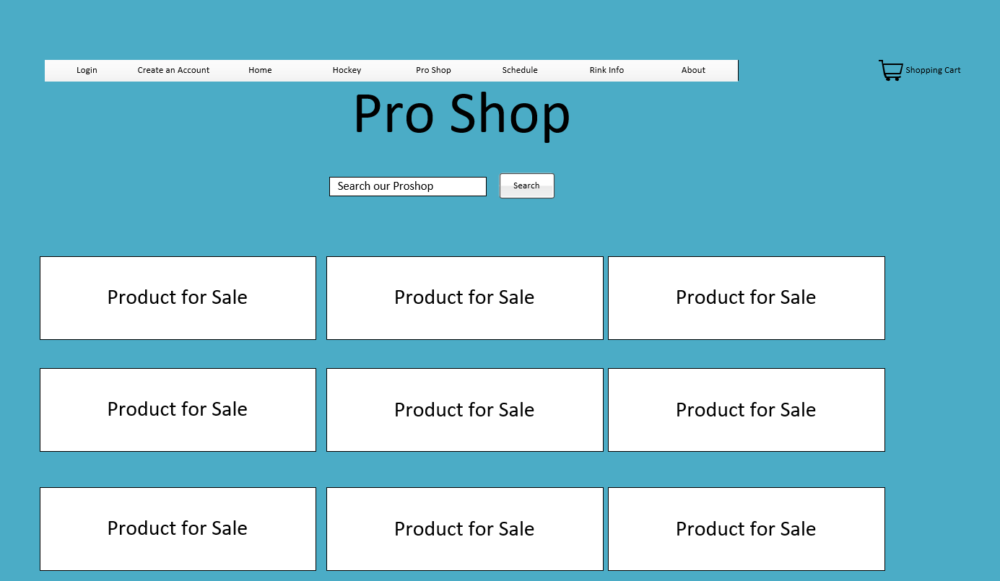 Login Create an Account Home Hockey Pro Shop Schedule Rink Info About Shopping Cart
Pro Shop
Search our Proshop Search
Product for Sale Product for Sale Product for Sale
Product for Sale Product for Sale Product for Sale
Product for Sale Product for Sale Product for Sale